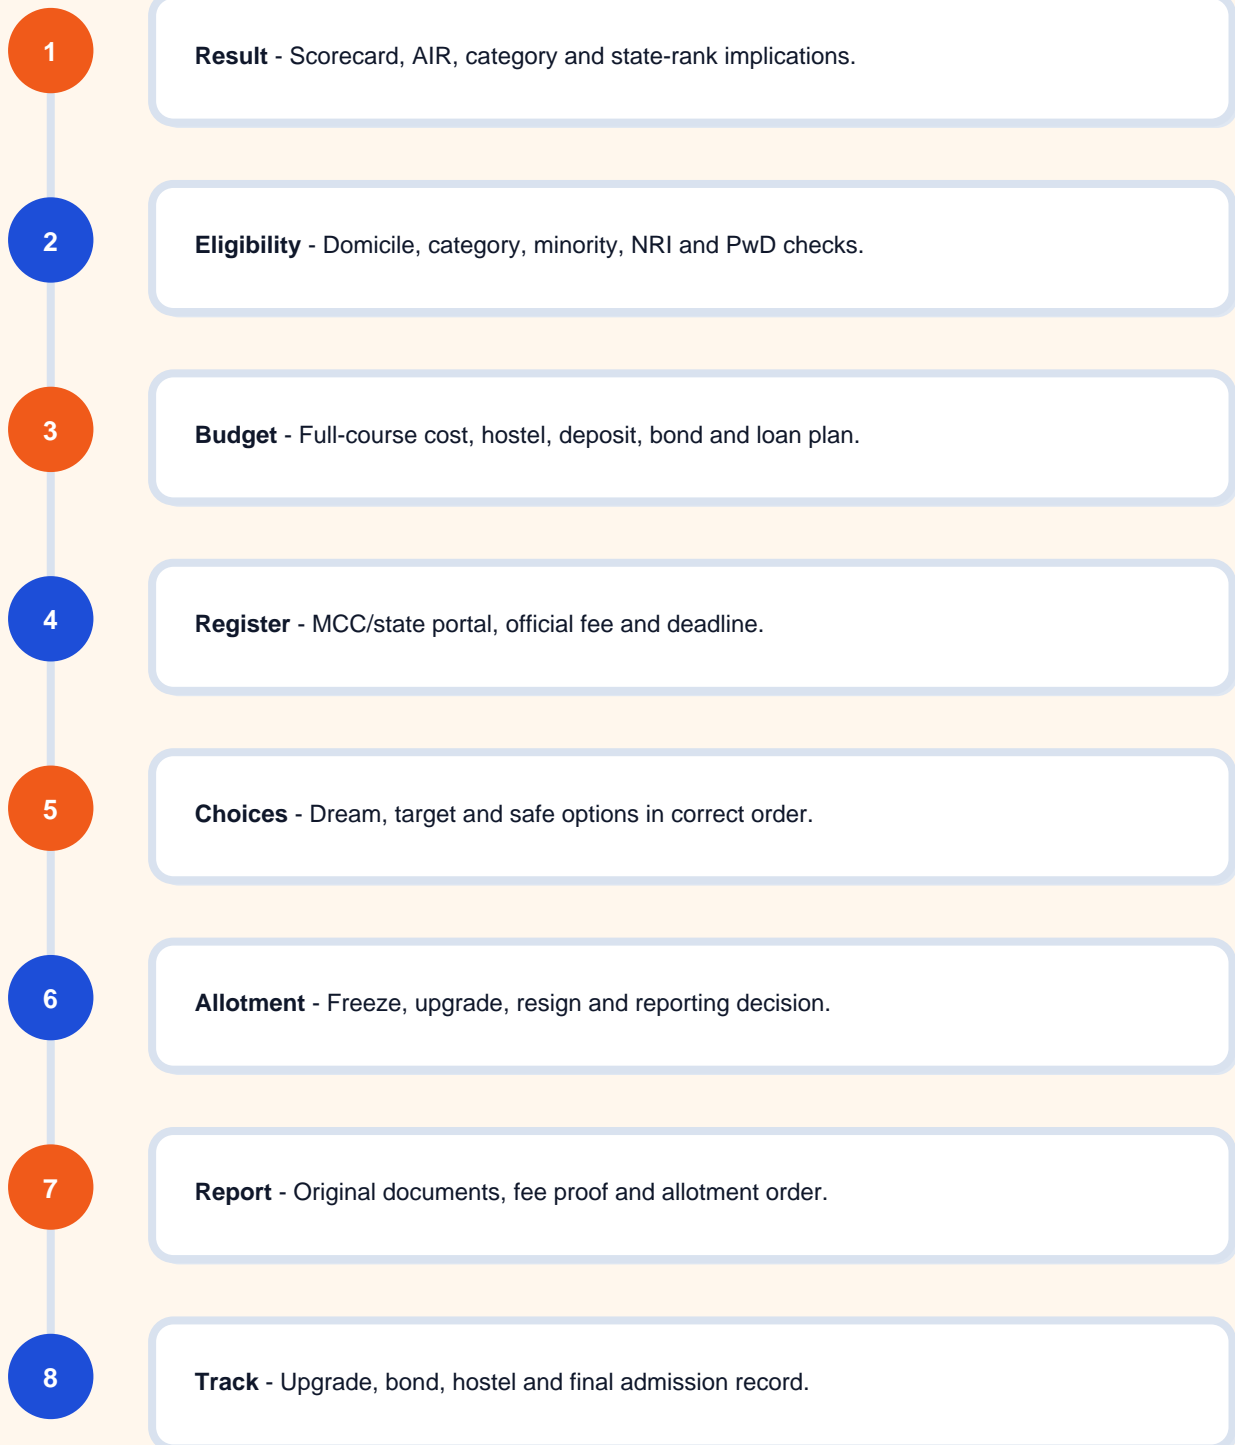 1
Result - Scorecard, AIR, category and state-rank implications.
2
Eligibility - Domicile, category, minority, NRI and PwD checks.
3
Budget - Full-course cost, hostel, deposit, bond and loan plan.
4
Register - MCC/state portal, official fee and deadline.
5
Choices - Dream, target and safe options in correct order.
6
Allotment - Freeze, upgrade, resign and reporting decision.
7
Report - Original documents, fee proof and allotment order.
8
Track - Upgrade, bond, hostel and final admission record.